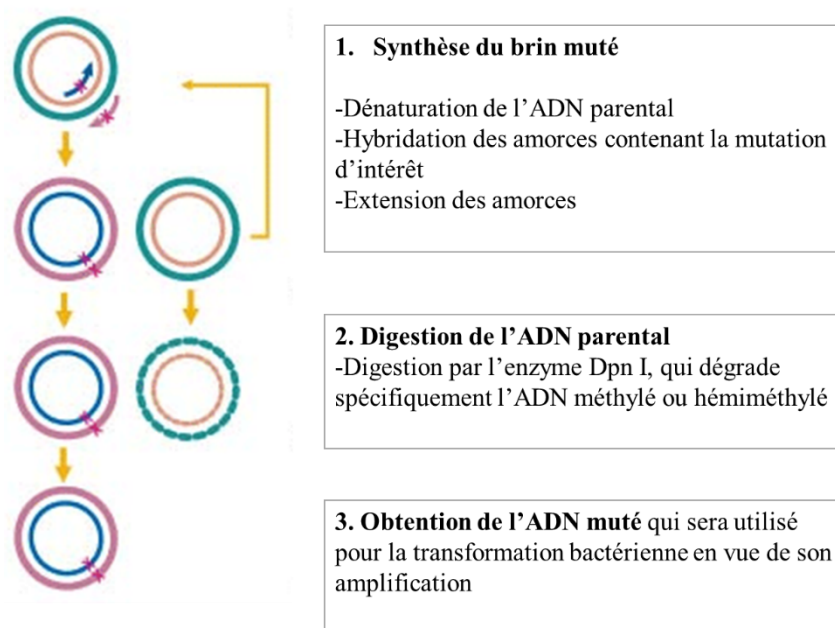 1. Synthèse du brin muté
-Dénaturation de l’ADN parental
-Hybridation des amorces contenant la mutation
d’intérêt
-Extension des amorces
2. Digestion de l’ADN parental
-Digestion par l’enzyme Dpn I, qui dégrade
spécifiquement l’ADN méthylé ou hémiméthylé
3. Obtention de l’ADN muté qui sera utilisé
pour la transformation bactérienne en vue de son
amplification